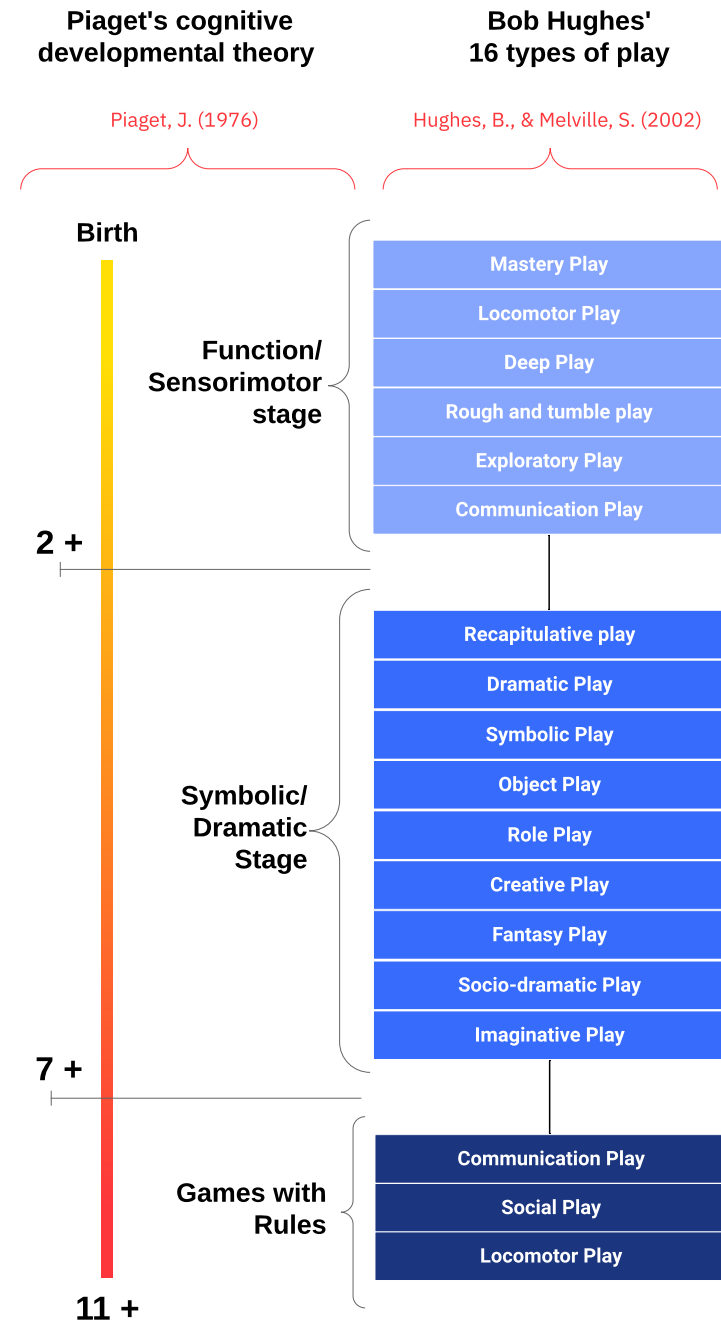 Piaget's cognitive
developmental theory
Bob Hughes'
16 types of play
Piaget, J. (1976)
Hughes, B., & Melville, S. (2002)
Birth
Function/
Sensorimotor
stage
Mastery Play
Locomotor Play
Deep Play
Rough and tumble play
Exploratory Play
Communication Play
2 +
Symbolic/
Dramatic
Stage
Recapitulative play
Dramatic Play
Symbolic Play
Object Play
Role Play
Creative Play
Fantasy Play
Socio-dramatic Play
Imaginative Play
7 +
Games with
Rules
Communication Play
Social Play
Locomotor Play
11 +